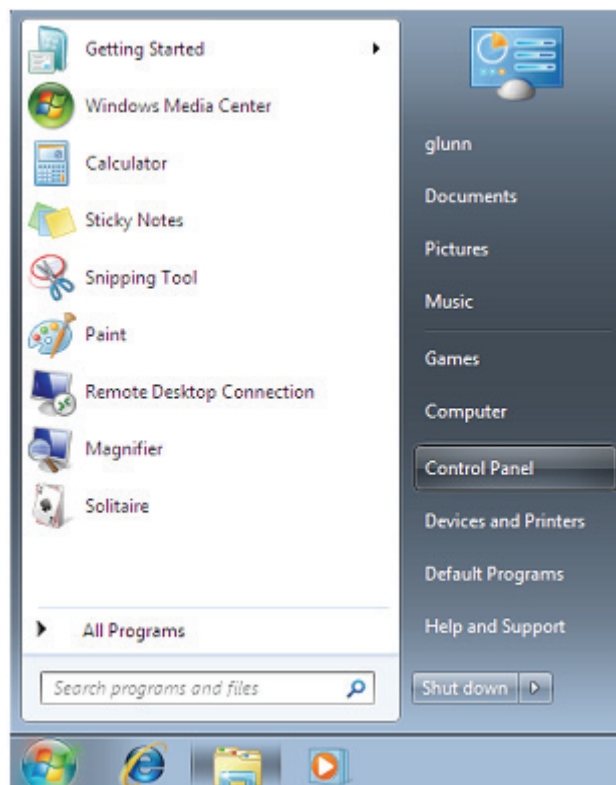 Getting Started
Windows Media Center
Calculator
Sticky Notes
Snipping Tool
Paint
Remote Desktop Connection
Magnifier
Solitaire
All Programs
Search programs and files
glunn
Documents
Pictures
Music
Games
Computer
Control Panel
Devices and Printers
Default Programs
Help and Support
Shut down